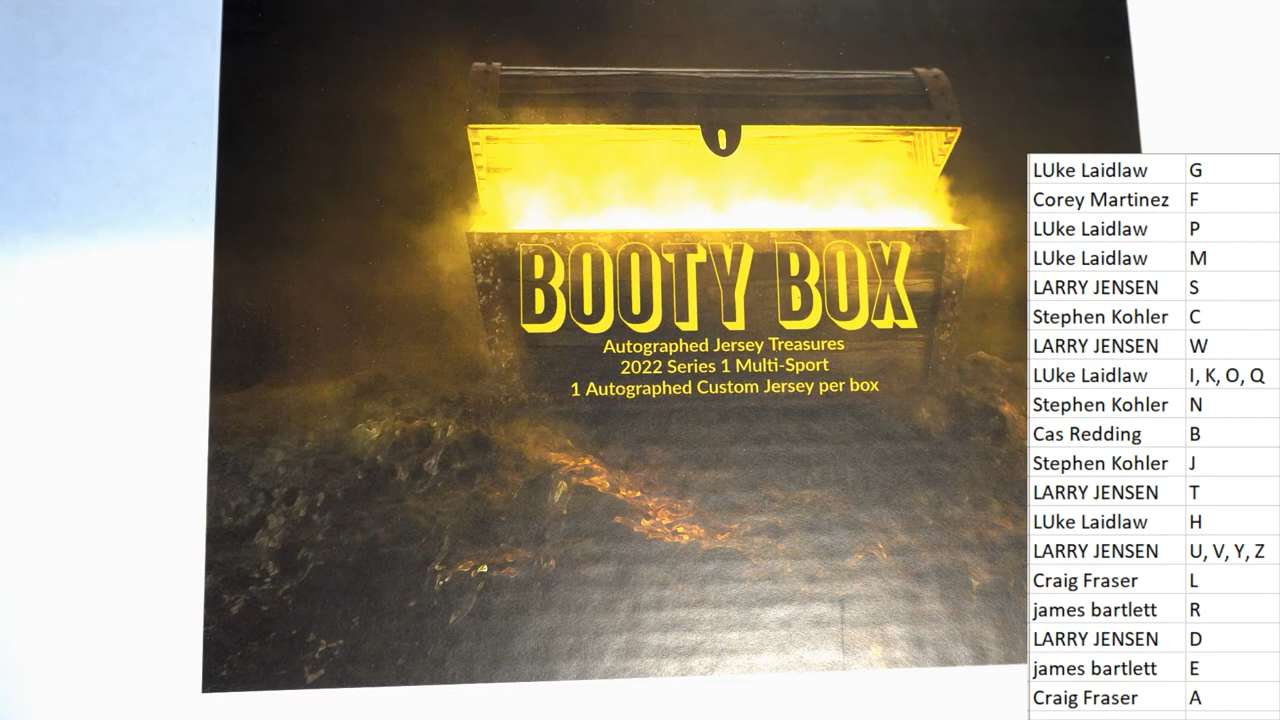 BOOTY BOX
Autographed Jersey Treasures
2022 Series 1 Multi-Sport
1 Autographed Custom Jersey per box
LUke Laidlaw G
Corey Martinez F
LUke Laidlaw P
LUke Laidlaw M
LARRY JENSEN S
Stephen Kohler C
LARRY JENSEN W
LUke Laidlaw I, K, O, Q
Stephen Kohler N
Cas Redding B
Stephen Kohler J
LARRY JENSEN T
LUke Laidlaw H
LARRY JENSEN U, V, Y, Z
Craig Fraser L
james bartlett R
LARRY JENSEN D
james bartlett E
Craig Fraser A